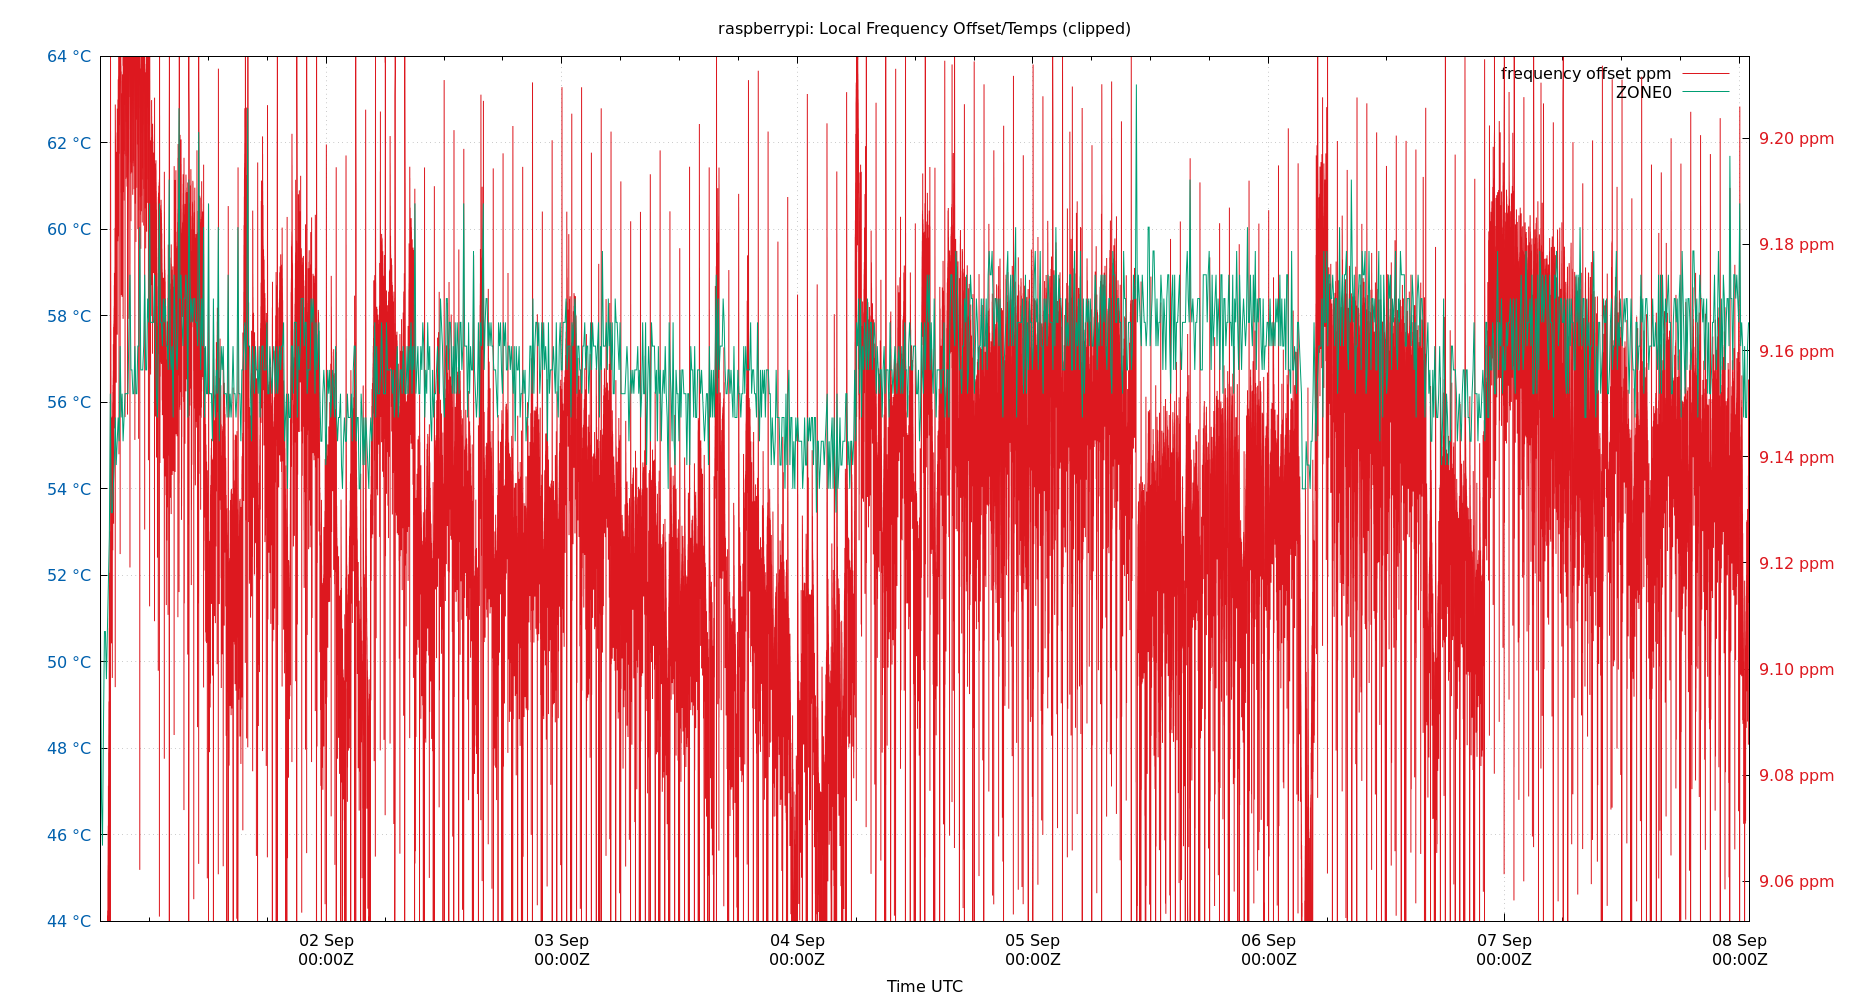 raspberrypi: Local Frequency Offset/Temps (clipped)
64 °C
62 °C
60 °C
58 °C
56 °C
54 °C
52 °C
50 °C
48 °C
46 °C
44 °C
frequency offset ppm
ZONE0
9.20 ppm
9.18 ppm
9.16 ppm
9.14 ppm
9.12 ppm
9.10 ppm
9.08 ppm
9.06 ppm
02 Sep
00:00Z
03 Sep
00:00Z
04 Sep
00:00Z
05 Sep
00:00Z
06 Sep
00:00Z
07 Sep
00:00Z
08 Sep
00:00Z
Time UTC